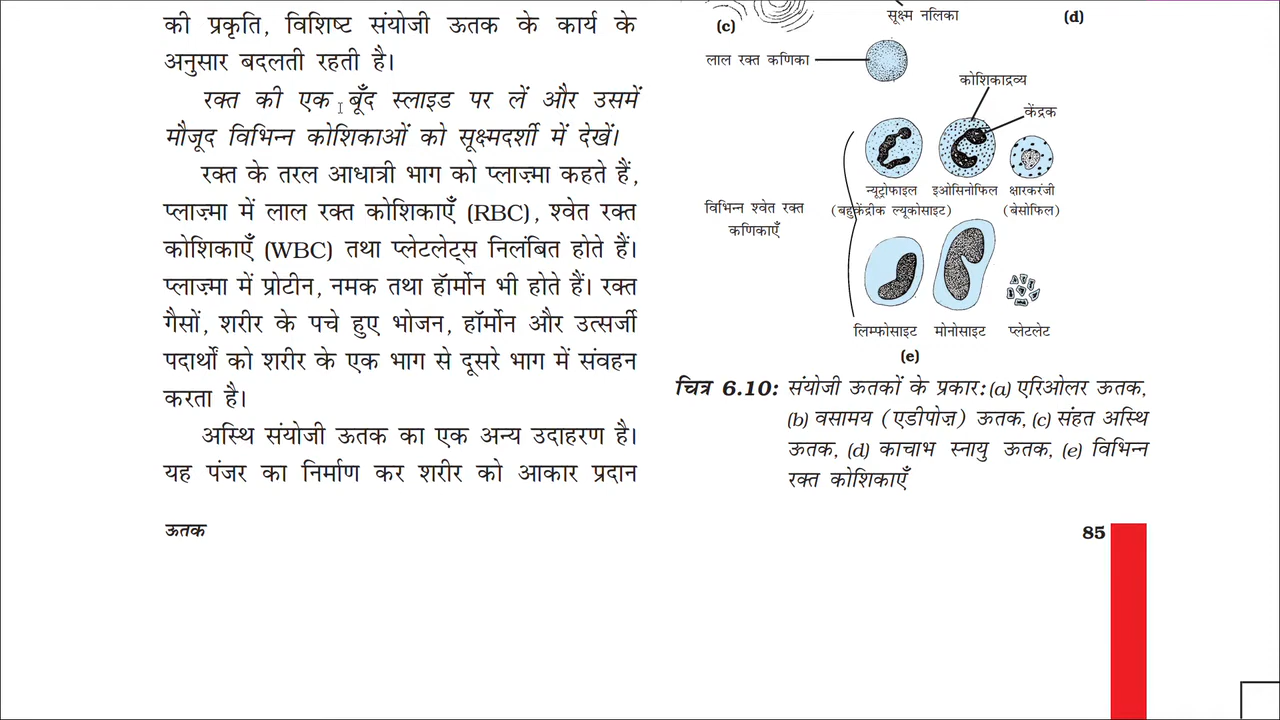 की प्रकृति, विशिष्ट संयोजी ऊतक के कार्य के
अनुसार बदलती रहती है।
रक्त की एक बूँद स्लाइड पर लें और उसमें
मौजूद विभिन्न कोशिकाओं को सूक्ष्मदर्शी में देखें।
रक्त के तरल आधात्री भाग को प्लाज़्मा कहते हैं,
प्लाज़्मा में लाल रक्त कोशिकाएँ (RBC), श्वेत रक्त
कोशिकाएँ (WBC) तथा प्लेटलेट्स निलंबित होते हैं।
प्लाज़्मा में प्रोटीन, नमक तथा हॉर्मोन भी होते हैं। रक्त
गैसों, शरीर के पचे हुए भोजन, हॉर्मोन और उत्सर्जी
पदार्थों को शरीर के एक भाग से दूसरे भाग में संवहन
करता है।
अस्थि संयोजी ऊतक का एक अन्य उदाहरण है।
यह पंजर का निर्माण कर शरीर को आकार प्रदान
ऊतक
सूक्ष्म नलिका
(c) (d)
लाल रक्त कणिका
कोशिकाद्रव्य
केंद्रक
न्यूट्रोफाइल इओसिनोफिल क्षारकरंजी
(बहुकेंद्रीक ल्यूकोसाइट) (बेसोफिल)
विभिन्न श्वेत रक्त
कणिकाएँ
लिम्फोसाइट मोनोसाइट प्लेटलेट
(e)
चित्र 6.10: संयोजी ऊतकों के प्रकार: (a) एरिओलर ऊतक,
(b) वसामय (एडीपोज़) ऊतक, (c) संहत अस्थि
ऊतक, (d) काचाभ स्नायु ऊतक, (e) विभिन्न
रक्त कोशिकाएँ
85